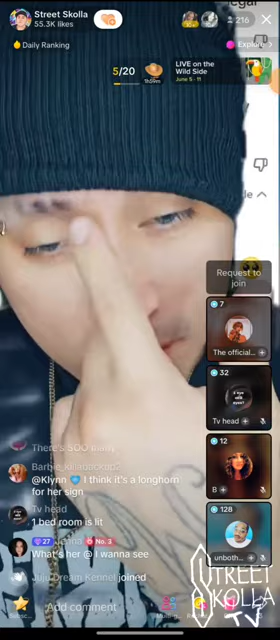 Street Skolla
55.3K likes
216
Daily Ranking
Explore >
5/20
LIVE on the
Wild Side
June 5 - 11
Request to
join
7
The official...
32
Tv head
12
B
128
unboth...
There's SOO many
@Klynn I think it's a longhorn
for her sign
Tv head
1 bed room is lit
27
No. 3
What's her @ I wanna see
Dream Kennel joined
Add comment
STREET
SKOLLA
TV